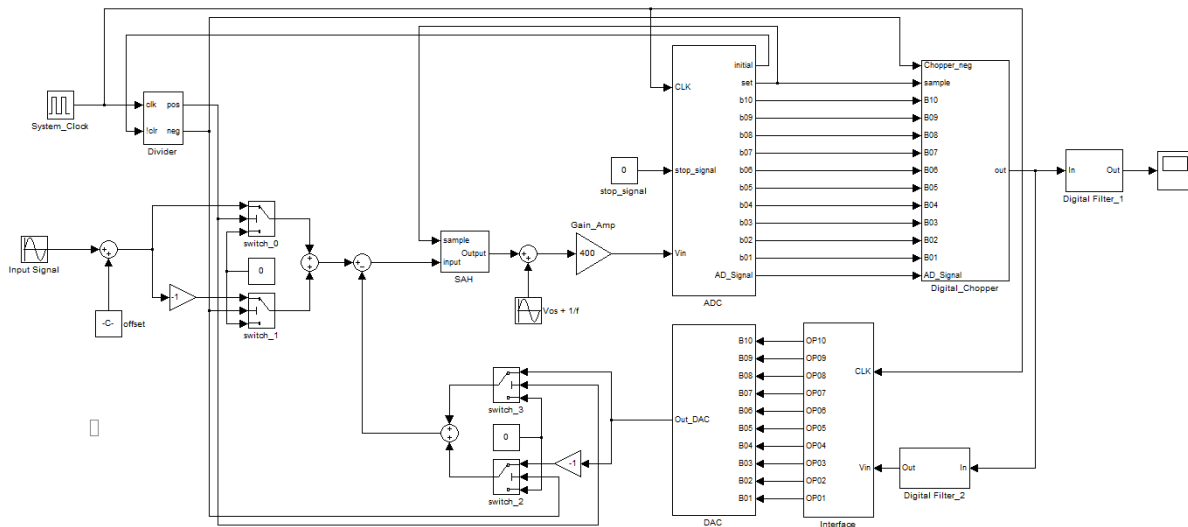 System_Clock
clk
!clr
pos
neg
Divider
Input Signal
-C-
offset
-1
switch_0
0
switch_1
sample
input
Output
SAH
Vos + 1/f
Gain_Amp
400
0
stop_signal
CLK
stop_signal
Vin
initial
set
b10
b09
b08
b07
b06
b05
b04
b03
b02
b01
AD_Signal
ADC
Chopper_neg
sample
B10
B09
B08
B07
B06
B05
B04
B03
B02
B01
AD_Signal
out
Digital_Chopper
In
Out
Digital Filter_1
switch_3
0
switch_2
-1
Out_DAC
B10
B09
B08
B07
B06
B05
B04
B03
B02
B01
DAC
OP10
OP09
OP08
OP07
OP06
OP05
OP04
OP03
OP02
OP01
CLK
Vin
Interface
Out
In
Digital Filter_2